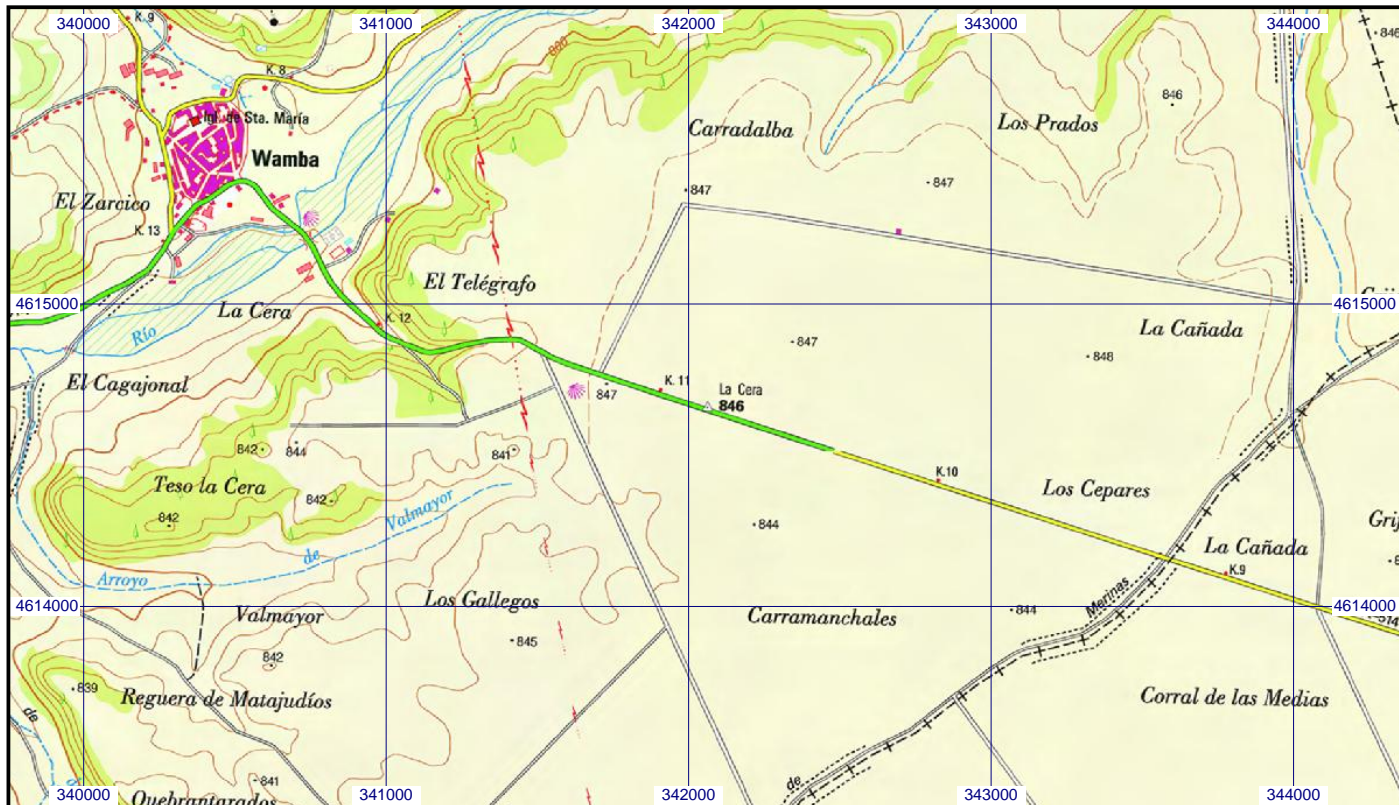 340000
341000
342000
343000
344000
K. 9
K. 8
800
846
846
Carradalba
Los Prados
Wamba
El Zarcico
847
847
K. 13
El Telégrafo
4615000
4615000
La Cera
K. 12
Río
La Cañada
847
848
El Cagajonal
K. 11
La Cera
847
846
842
844
841
K.10
Teso la Cera
842
Valmayor
Los Cepares
842
844
de
La Cañada
Arroyo
K.9
Merinas
Los Gallegos
4614000
4614000
Valmayor
844
Carramanchales
845
842
839
Reguera de Matajudíos
Corral de las Medias
de
841
de
340000
341000
342000
343000
344000
Quebrantarados